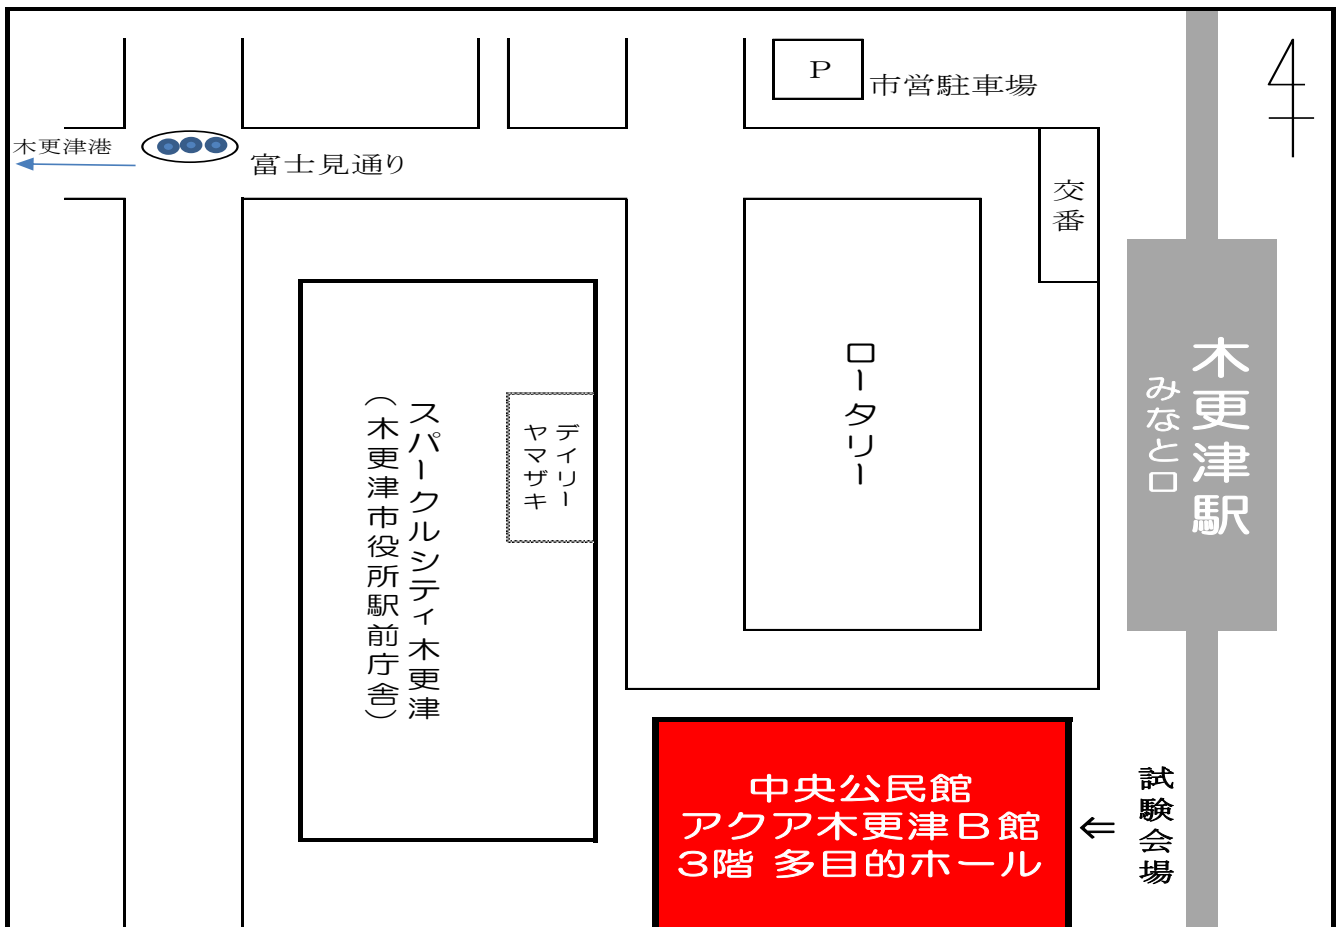 P
市営駐車場
木更津港
富士見通り
交番
ロータリー
木更津駅
みなと口
デイリー
ヤマザキ
スパークルシティ木更津
（木更津市役所駅前庁舎）
中央公民館
アクア木更津B館
3階 多目的ホール
⇐
試験会場